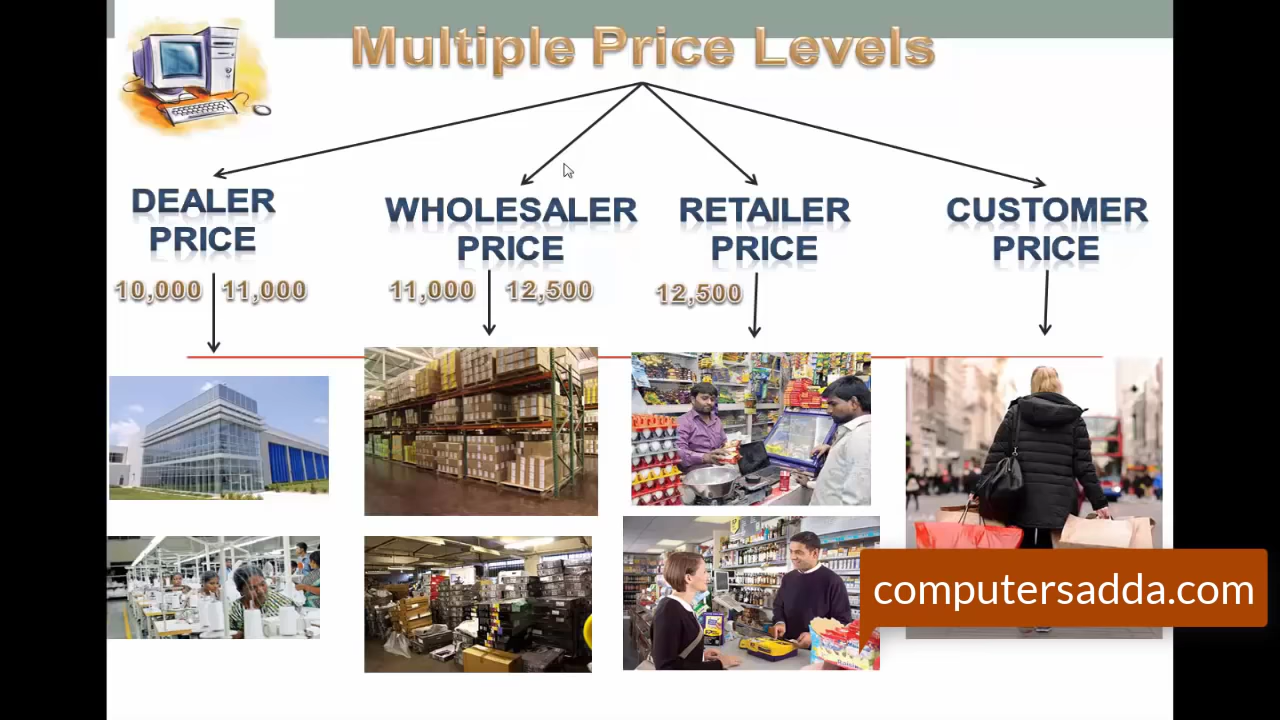 Multiple Price Levels
DEALER
PRICE
WHOLESALER
PRICE
RETAILER
PRICE
CUSTOMER
PRICE
10,000 11,000
11,000 12,500
12,500
computersadda.com